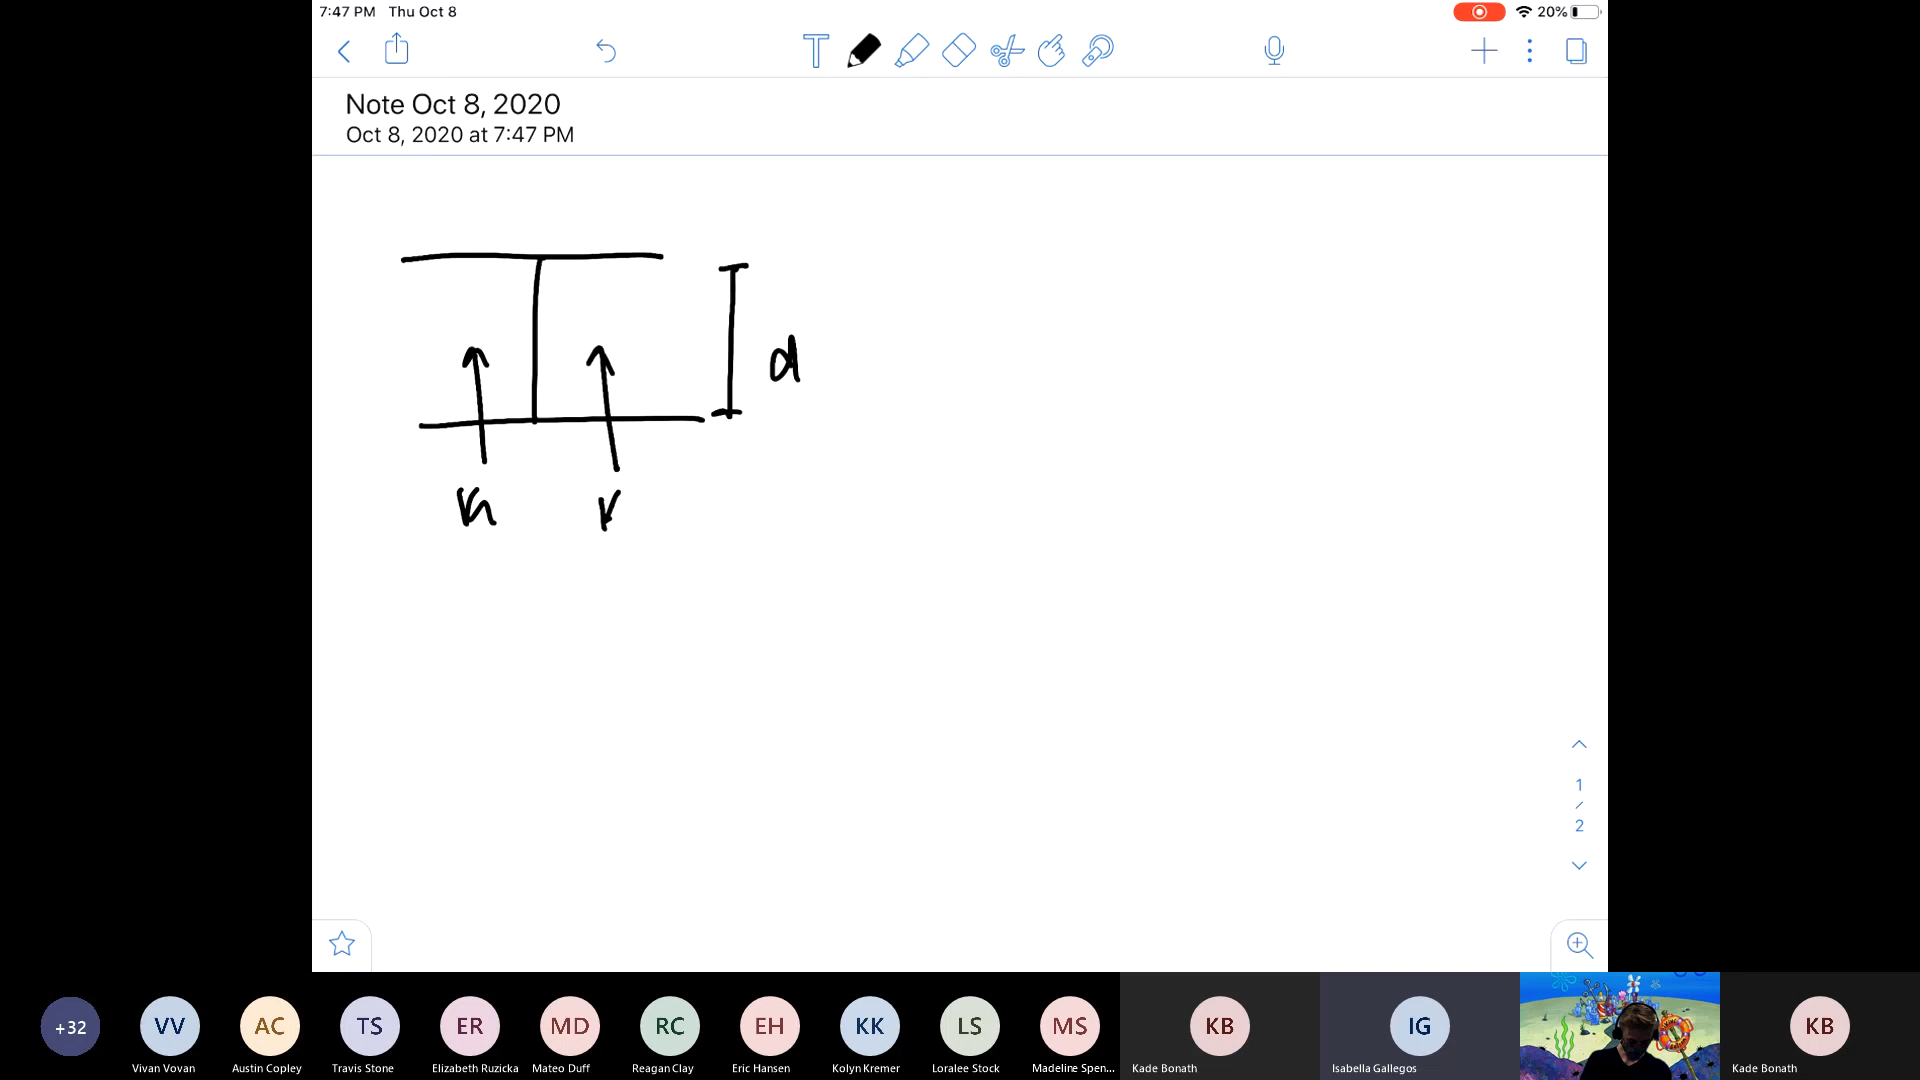 7:47 PM Thu Oct 8
20%
T
Note Oct 8, 2020
Oct 8, 2020 at 7:47 PM
d
1
/
2
+32
VV
AC
TS
ER
MD
RC
EH
KK
LS
MS
KB
IG
KB
Vivan Vovan
Austin Copley
Travis Stone
Elizabeth Ruzicka
Mateo Duff
Reagan Clay
Eric Hansen
Kolyn Kremer
Loralee Stock
Madeline Spen...
Kade Bonath
Isabella Gallegos
Kade Bonath